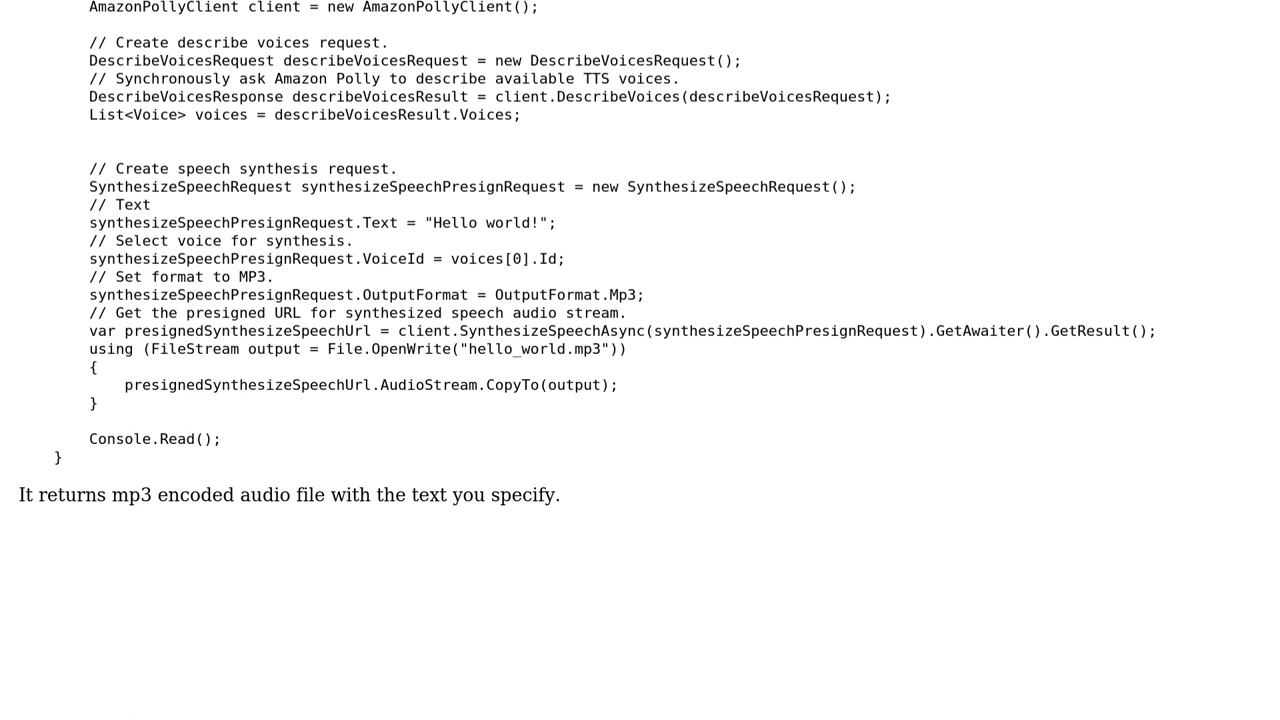 AmazonPollyClient client = new AmazonPollyClient();
// Create describe voices request.
DescribeVoicesRequest describeVoicesRequest = new DescribeVoicesRequest();
// Synchronously ask Amazon Polly to describe available TTS voices.
DescribeVoicesResponse describeVoicesResult = client.DescribeVoices(describeVoicesRequest);
List<Voice> voices = describeVoicesResult.Voices;
// Create speech synthesis request.
SynthesizeSpeechRequest synthesizeSpeechPresignRequest = new SynthesizeSpeechRequest();
// Text
synthesizeSpeechPresignRequest.Text = "Hello world!";
// Select voice for synthesis.
synthesizeSpeechPresignRequest.VoiceId = voices[0].Id;
// Set format to MP3.
synthesizeSpeechPresignRequest.OutputFormat = OutputFormat.Mp3;
// Get the presigned URL for synthesized speech audio stream.
var presignedSynthesizeSpeechUrl = client.SynthesizeSpeechAsync(synthesizeSpeechPresignRequest).GetAwaiter().GetResult();
using (FileStream output = File.OpenWrite("hello_world.mp3"))
{
presignedSynthesizeSpeechUrl.AudioStream.CopyTo(output);
}
Console.Read();
}
It returns mp3 encoded audio file with the text you specify.